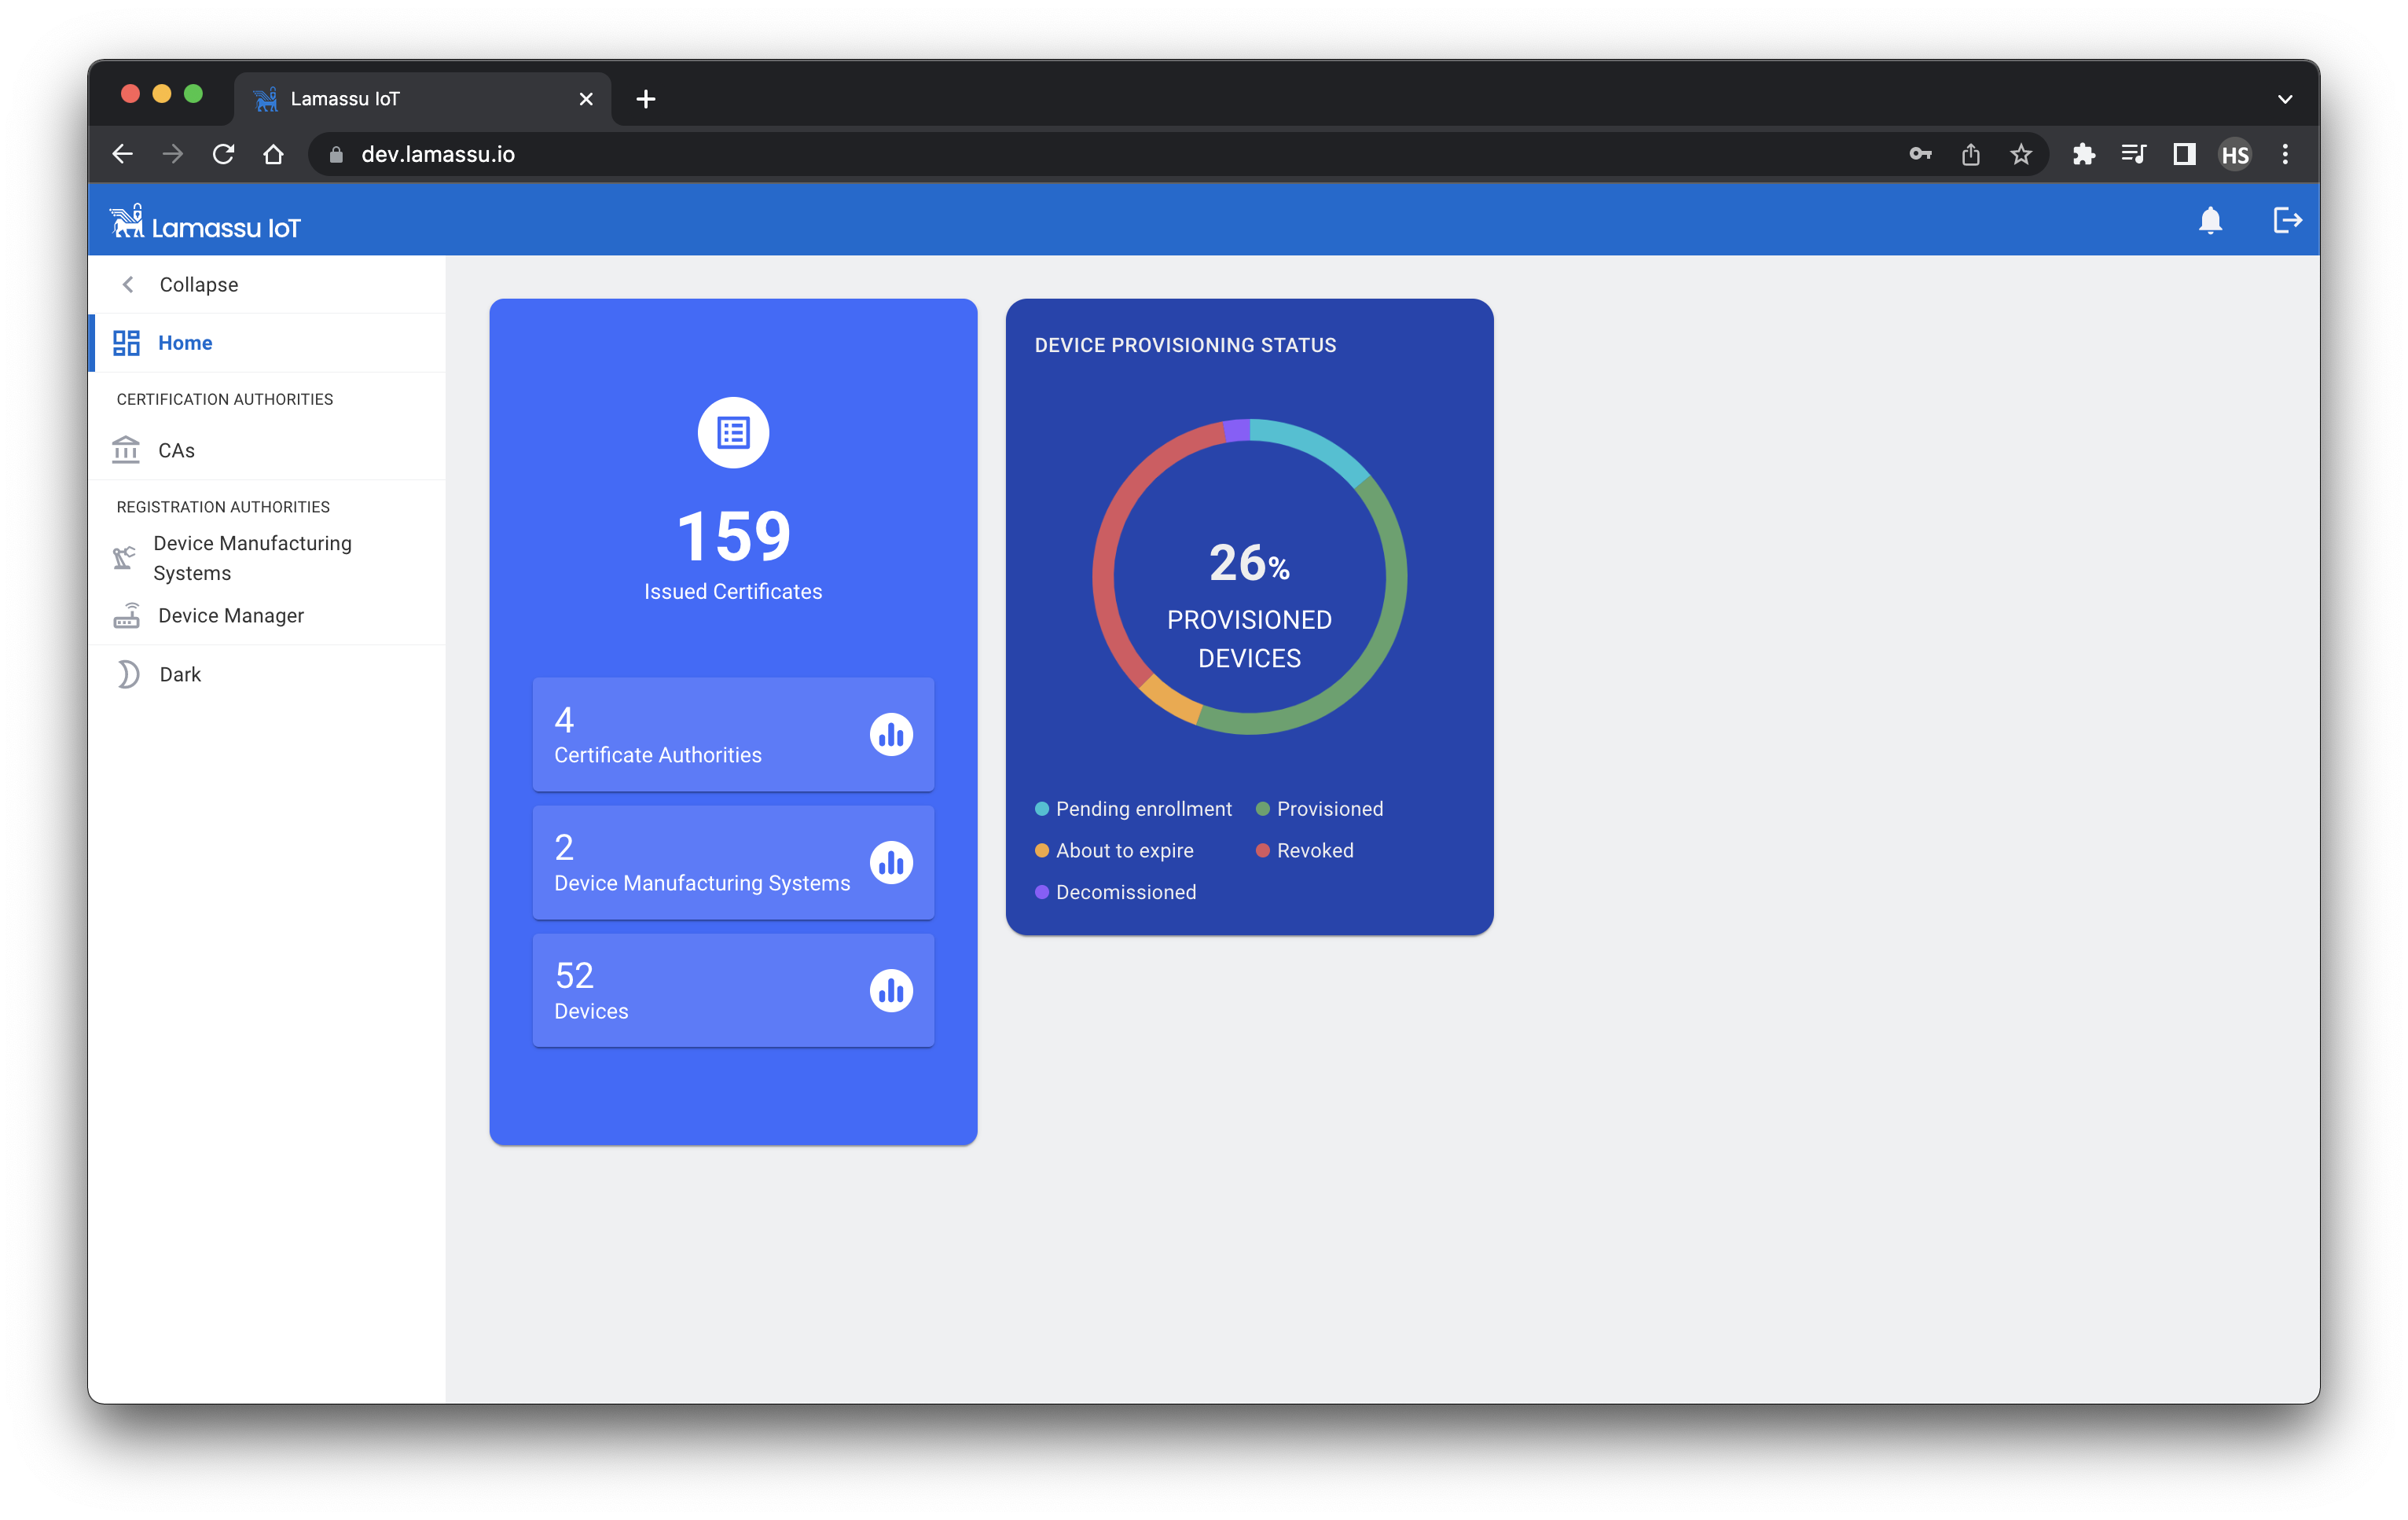 Lamassu IoT
dev.lamassu.io
HS
Lamassu IoT
Collapse
Home
CERTIFICATION AUTHORITIES
CAs
REGISTRATION AUTHORITIES
Device Manufacturing
Systems
Device Manager
Dark
159
Issued Certificates
4
Certificate Authorities
2
Device Manufacturing Systems
52
Devices
DEVICE PROVISIONING STATUS
26%
PROVISIONED
DEVICES
Pending enrollment
Provisioned
About to expire
Revoked
Decomissioned